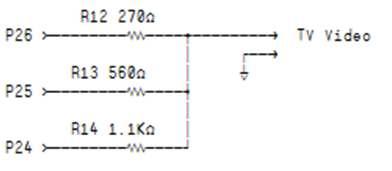 R12 270Ω
P26 TV Video
R13 560Ω
P25
R14 1.1KΩ
P24